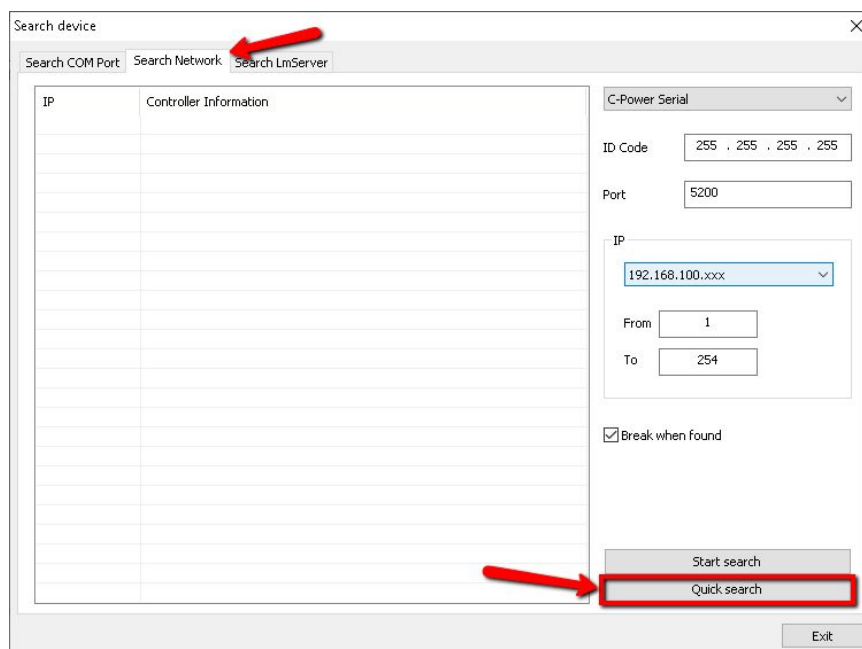 Search device
Search COM Port Search Network Search LmServer
IP Controller Information
C-Power Serial
ID Code 255 . 255 . 255 . 255
Port 5200
IP
192.168.100.xxx
From 1
To 254
Break when found
Start search
Quick search
Exit